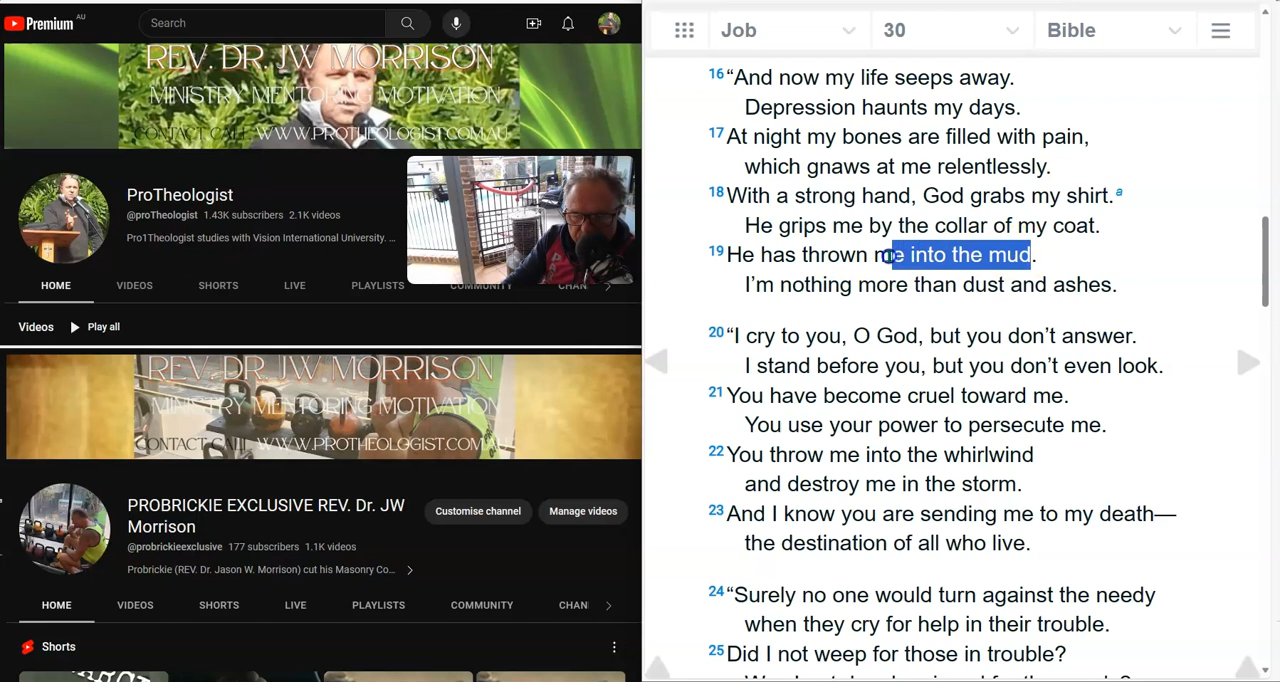 Premium AU
Search
REV. DR. JW MORRISON
MINISTRY MENTORING MOTIVATION
CONTACT CALL WWW.PROTHEOLOGIST.COM.AU
ProTheologist
@proTheologist 1.43K subscribers 2.1K videos
Pro1Theologist studies with Vision International University. ...
HOME VIDEOS SHORTS LIVE PLAYLISTS COMMUNITY CHAN
Videos Play all
REV. DR. JW MORRISON
MINISTRY MENTORING MOTIVATION
CONTACT CALL WWW.PROTHEOLOGIST.COM.AU
PROBRICKIE EXCLUSIVE REV. Dr. JW
Morrison
Customise channel Manage videos
@probrickieexclusive 177 subscribers 1.1K videos
Probrickie (REV. Dr. Jason W. Morrison) cut his Masonry Co...
HOME VIDEOS SHORTS LIVE PLAYLISTS COMMUNITY CHAN
Shorts
Job 30 Bible
16 “And now my life seeps away.
Depression haunts my days.
17 At night my bones are filled with pain,
which gnaws at me relentlessly.
18 With a strong hand, God grabs my shirt. a
He grips me by the collar of my coat.
19 He has thrown me into the mud.
I’m nothing more than dust and ashes.
20 “I cry to you, O God, but you don’t answer.
I stand before you, but you don’t even look.
21 You have become cruel toward me.
You use your power to persecute me.
22 You throw me into the whirlwind
and destroy me in the storm.
23 And I know you are sending me to my death—
the destination of all who live.
24 “Surely no one would turn against the needy
when they cry for help in their trouble.
25 Did I not weep for those in trouble?